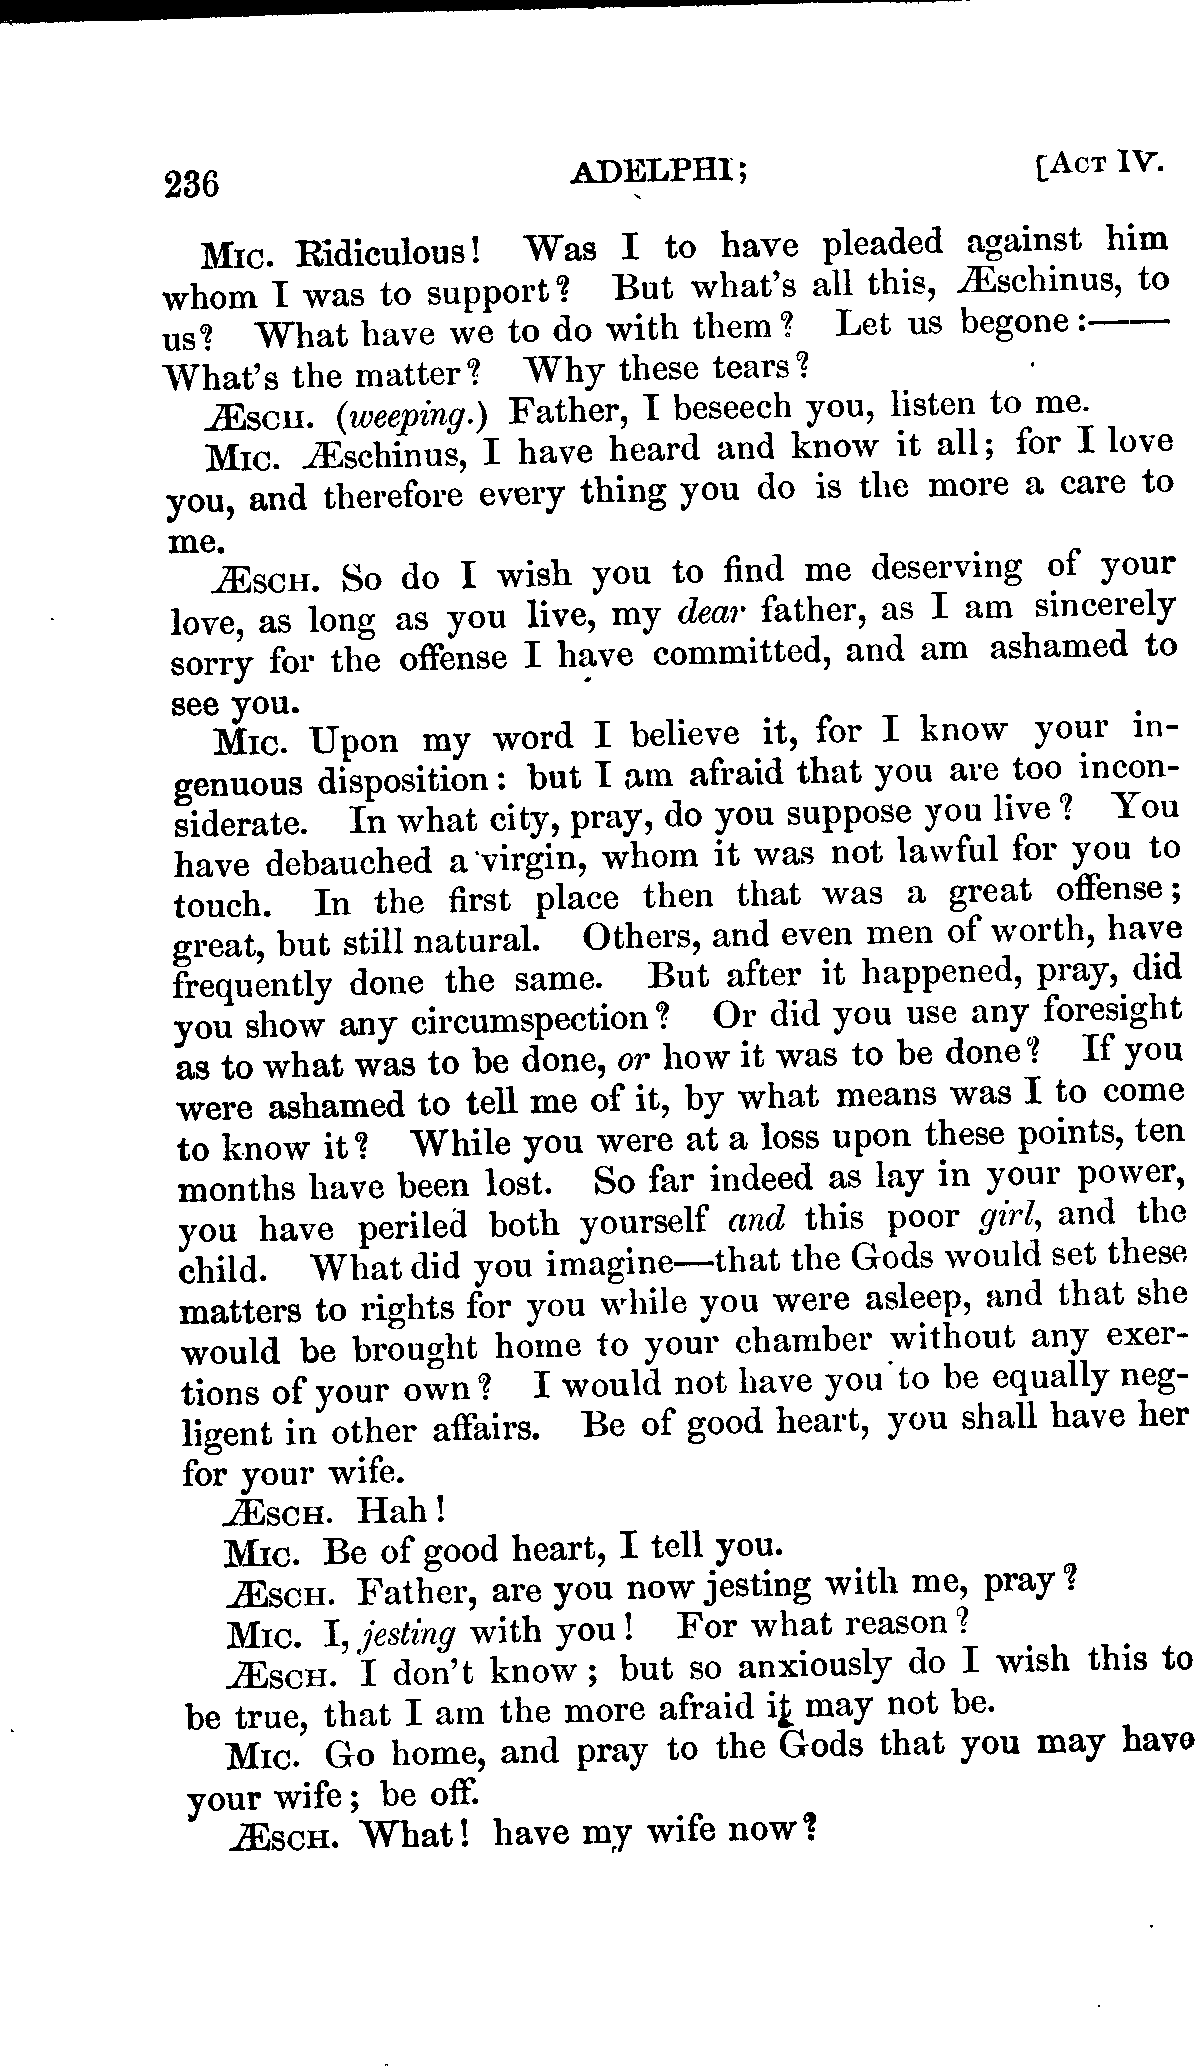 236 ADELPHI; [ACT IV.
MIC. Ridiculous! Was I to have pleaded against him
whom I was to support? But what's all this, Æschinus, to
us? What have we to do with them? Let us begone:——
What's the matter? Why these tears?
ÆSCH. (weeping.) Father, I beseech you, listen to me.
MIC. Æschinus, I have heard and know it all; for I love
you, and therefore every thing you do is the more a care to
me.
ÆSCH. So do I wish you to find me deserving of your
love, as long as you live, my dear father, as I am sincerely
sorry for the offense I have committed, and am ashamed to
see you.
MIC. Upon my word I believe it, for I know your in-
genuous disposition: but I am afraid that you are too incon-
siderate. In what city, pray, do you suppose you live? You
have debauched a virgin, whom it was not lawful for you to
touch. In the first place then that was a great offense;
great, but still natural. Others, and even men of worth, have
frequently done the same. But after it happened, pray, did
you show any circumspection? Or did you use any foresight
as to what was to be done, or how it was to be done? If you
were ashamed to tell me of it, by what means was I to come
to know it? While you were at a loss upon these points, ten
months have been lost. So far indeed as lay in your power,
you have periled both yourself and this poor girl, and the
child. What did you imagine—that the Gods would set these
matters to rights for you while you were asleep, and that she
would be brought home to your chamber without any exer-
tions of your own? I would not have you to be equally neg-
ligent in other affairs. Be of good heart, you shall have her
for your wife.
ÆSCH. Hah!
MIC. Be of good heart, I tell you.
ÆSCH. Father, are you now jesting with me, pray?
MIC. I, jesting with you! For what reason?
ÆSCH. I don't know; but so anxiously do I wish this to
be true, that I am the more afraid it may not be.
MIC. Go home, and pray to the Gods that you may have
your wife; be off.
ÆSCH. What! have my wife now?